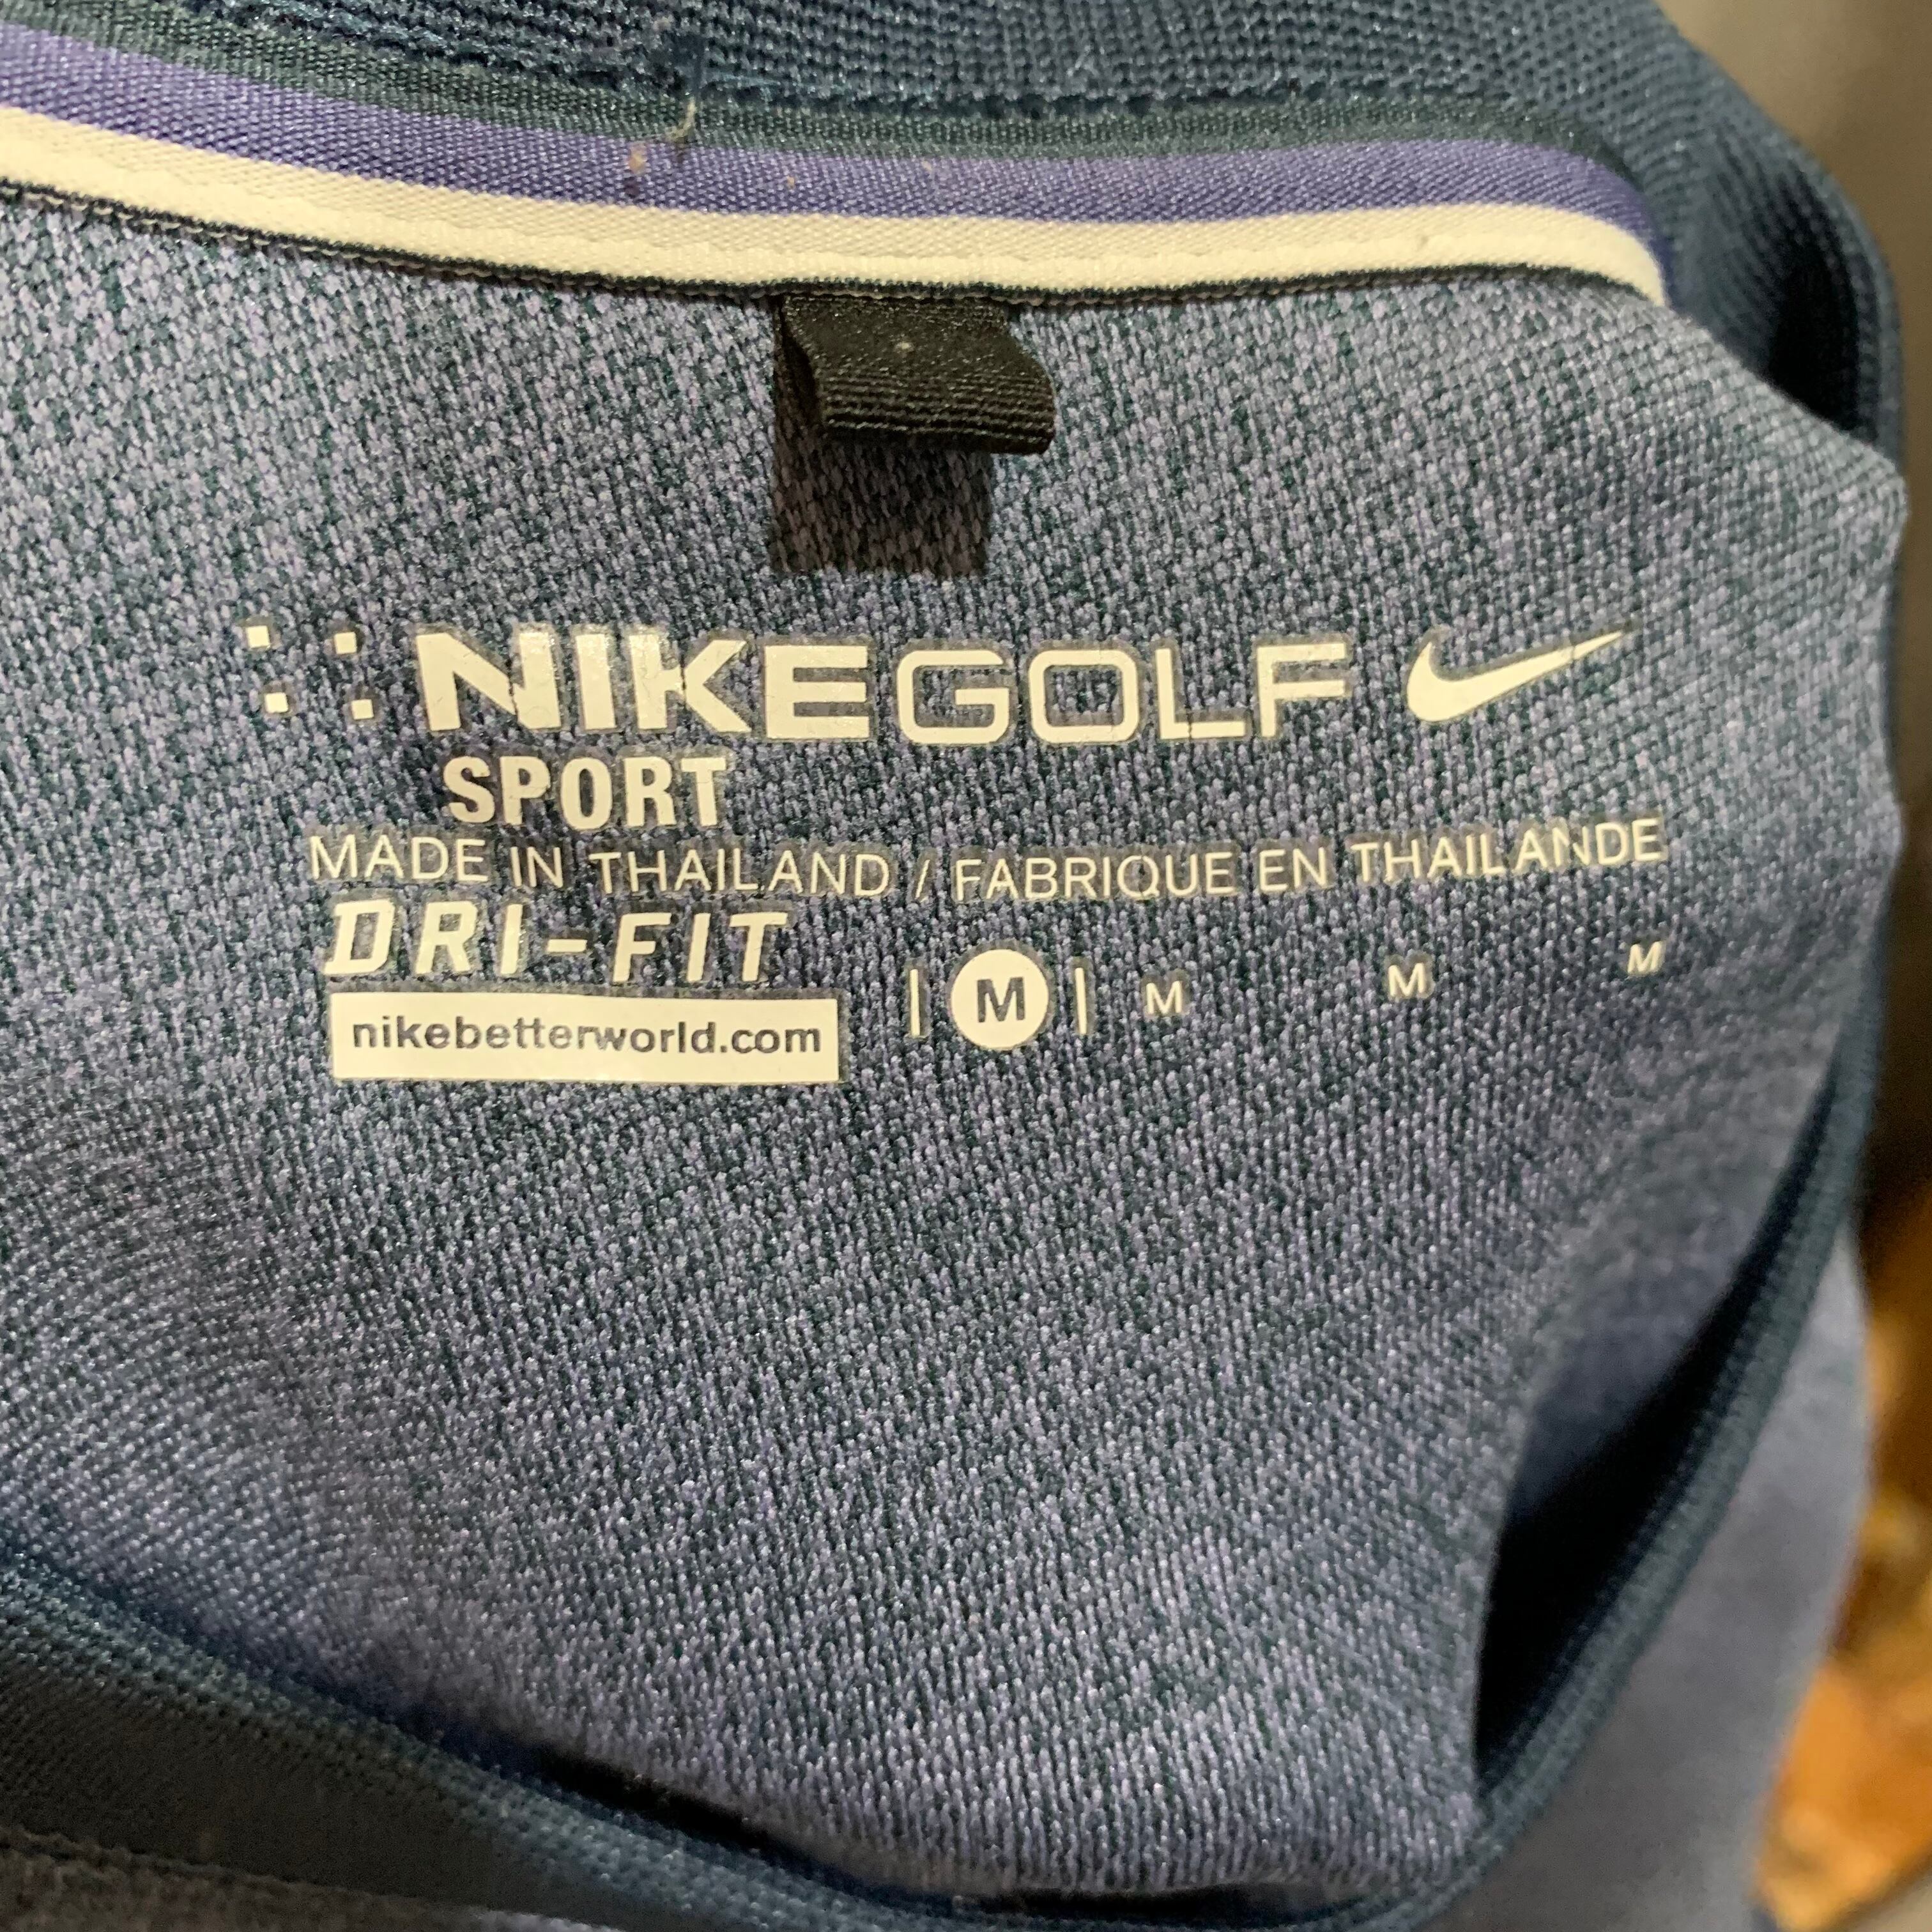 NIKEGOLF
SPORT
MADE IN THAILAND / FABRIQUE EN THAILANDE
DRI-FIT
nikebetterworld.com
| M | M M M